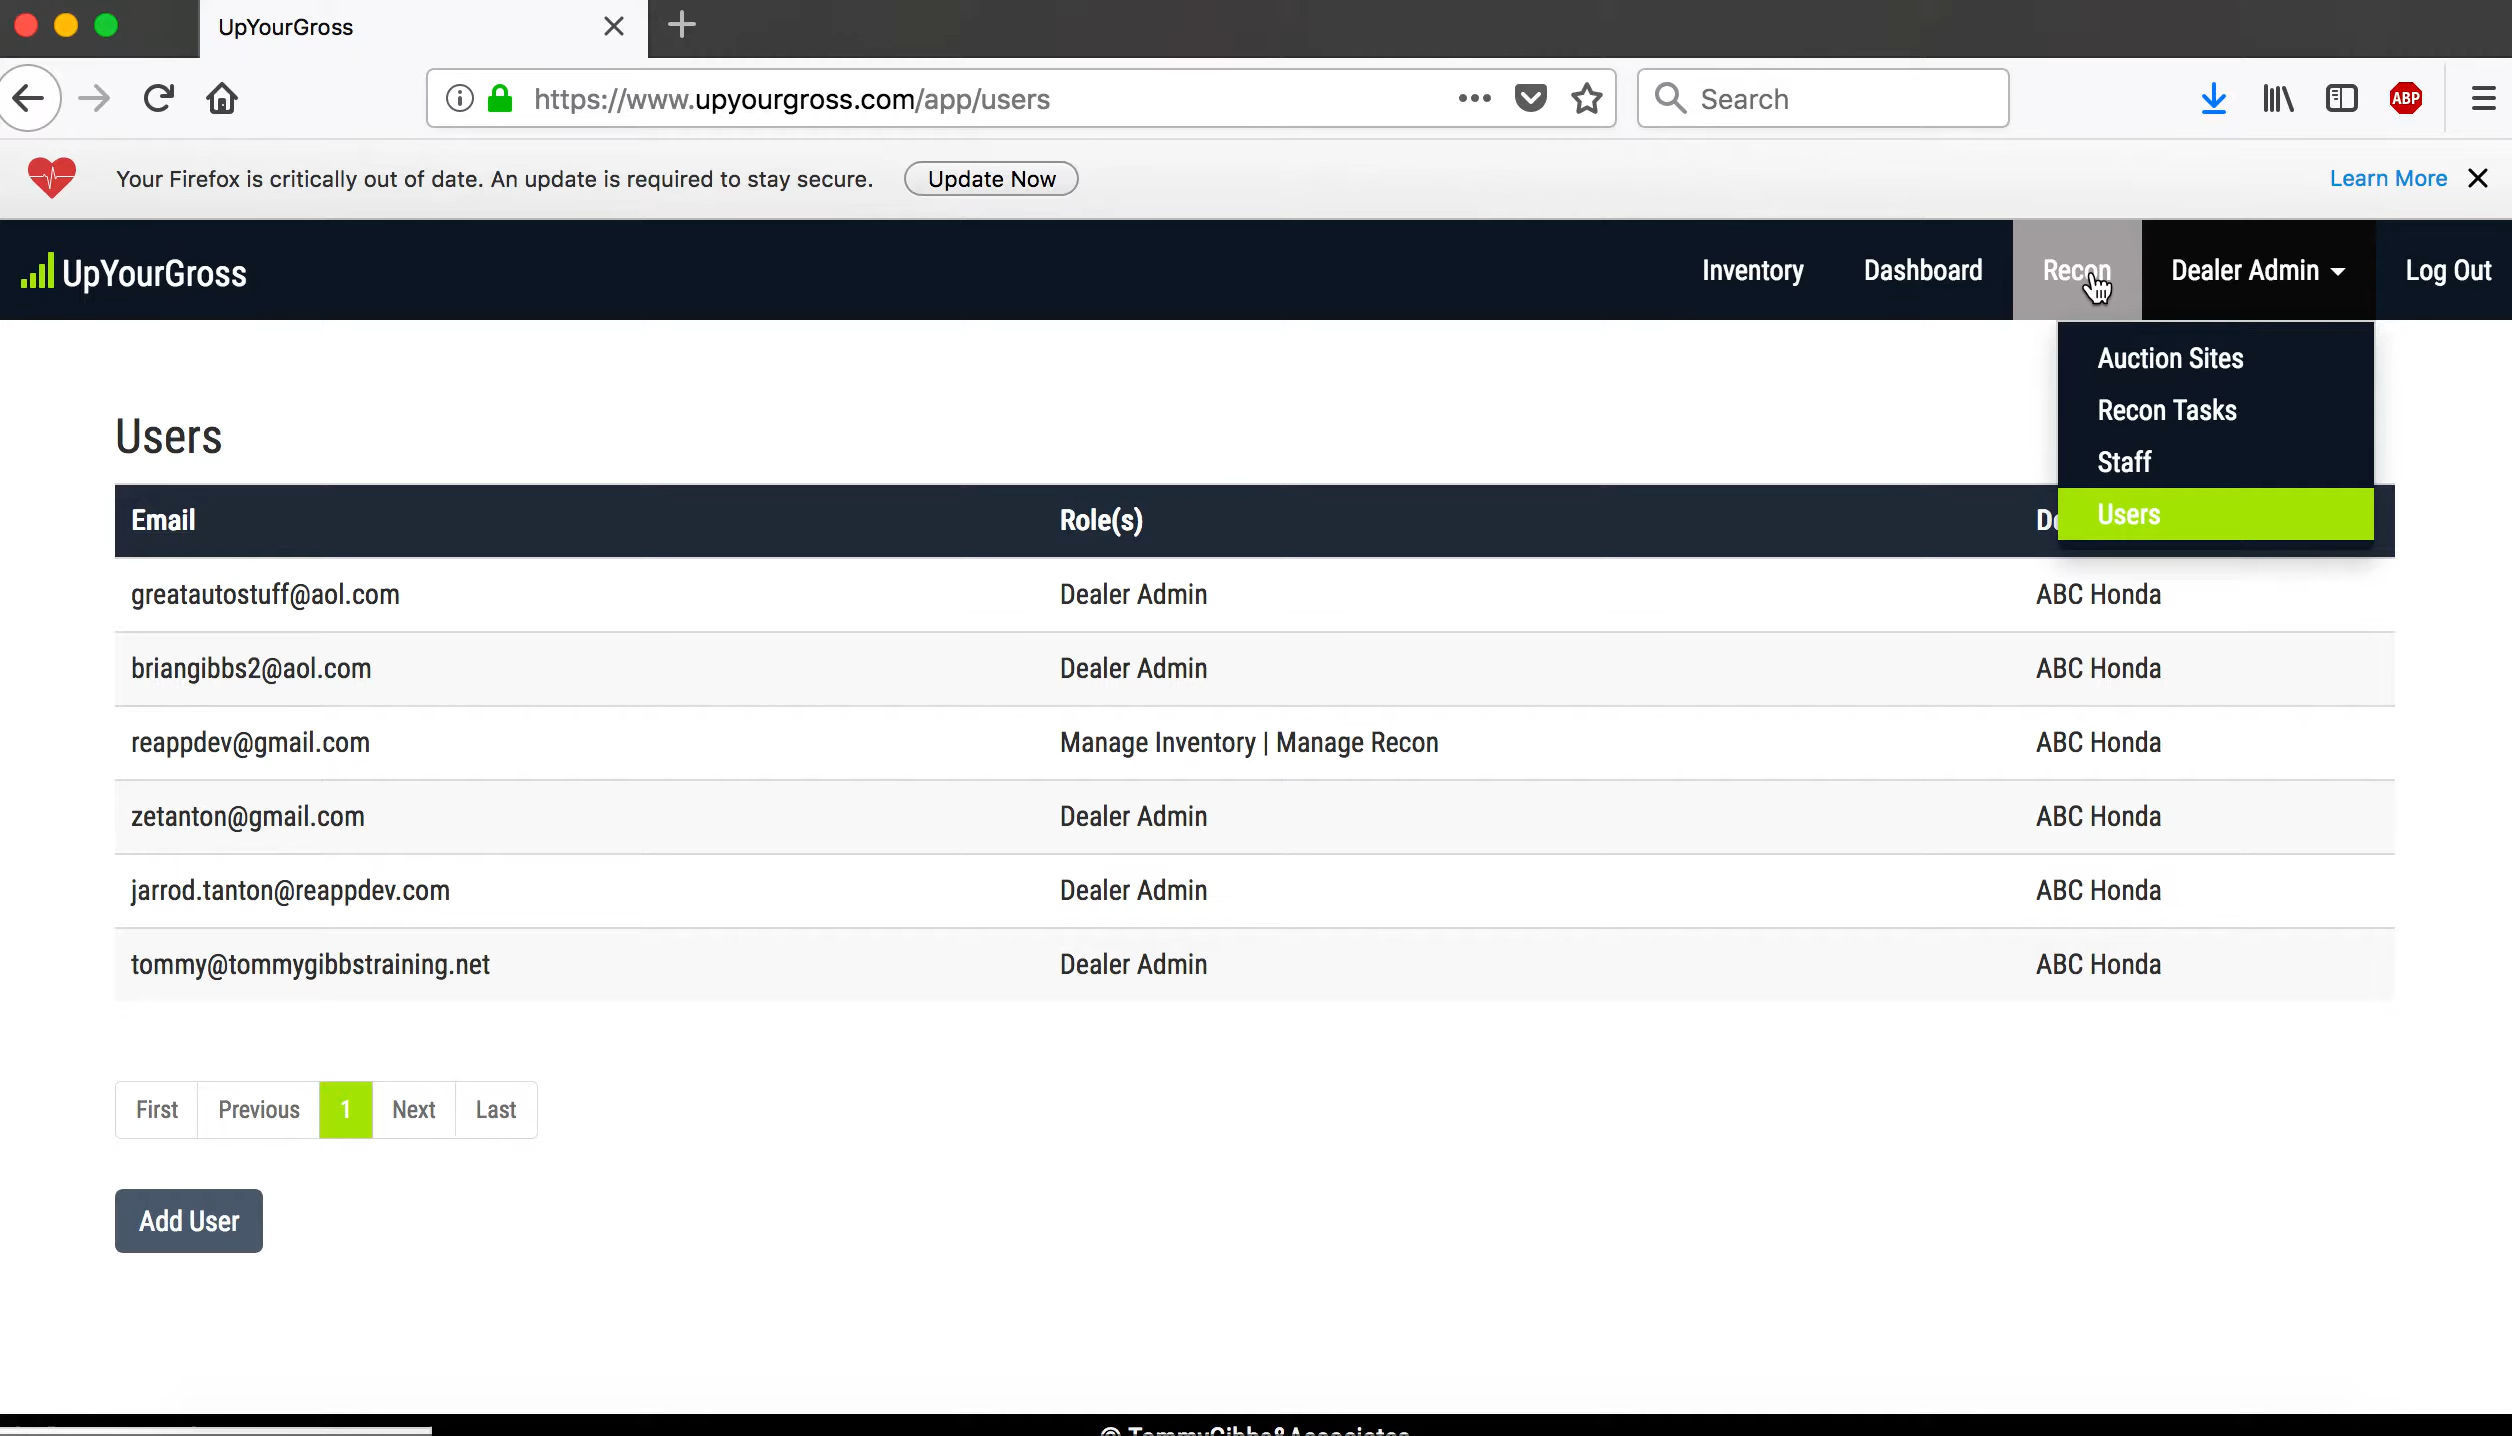 UpYourGross
https://www.upyourgross.com/app/users
Search
ABP
Your Firefox is critically out of date. An update is required to stay secure.
Update Now
Learn More
UpYourGross
Inventory
Dashboard
Recon
Dealer Admin
Log Out
Auction Sites
Recon Tasks
Staff
Users
Users
Email Role(s)
greatautostuff@aol.com Dealer Admin ABC Honda
briangibbs2@aol.com Dealer Admin ABC Honda
reappdev@gmail.com Manage Inventory | Manage Recon ABC Honda
zetanton@gmail.com Dealer Admin ABC Honda
jarrod.tanton@reappdev.com Dealer Admin ABC Honda
tommy@tommygibbstraining.net Dealer Admin ABC Honda
First Previous 1 Next Last
Add User
© TommyGibbs&Associates